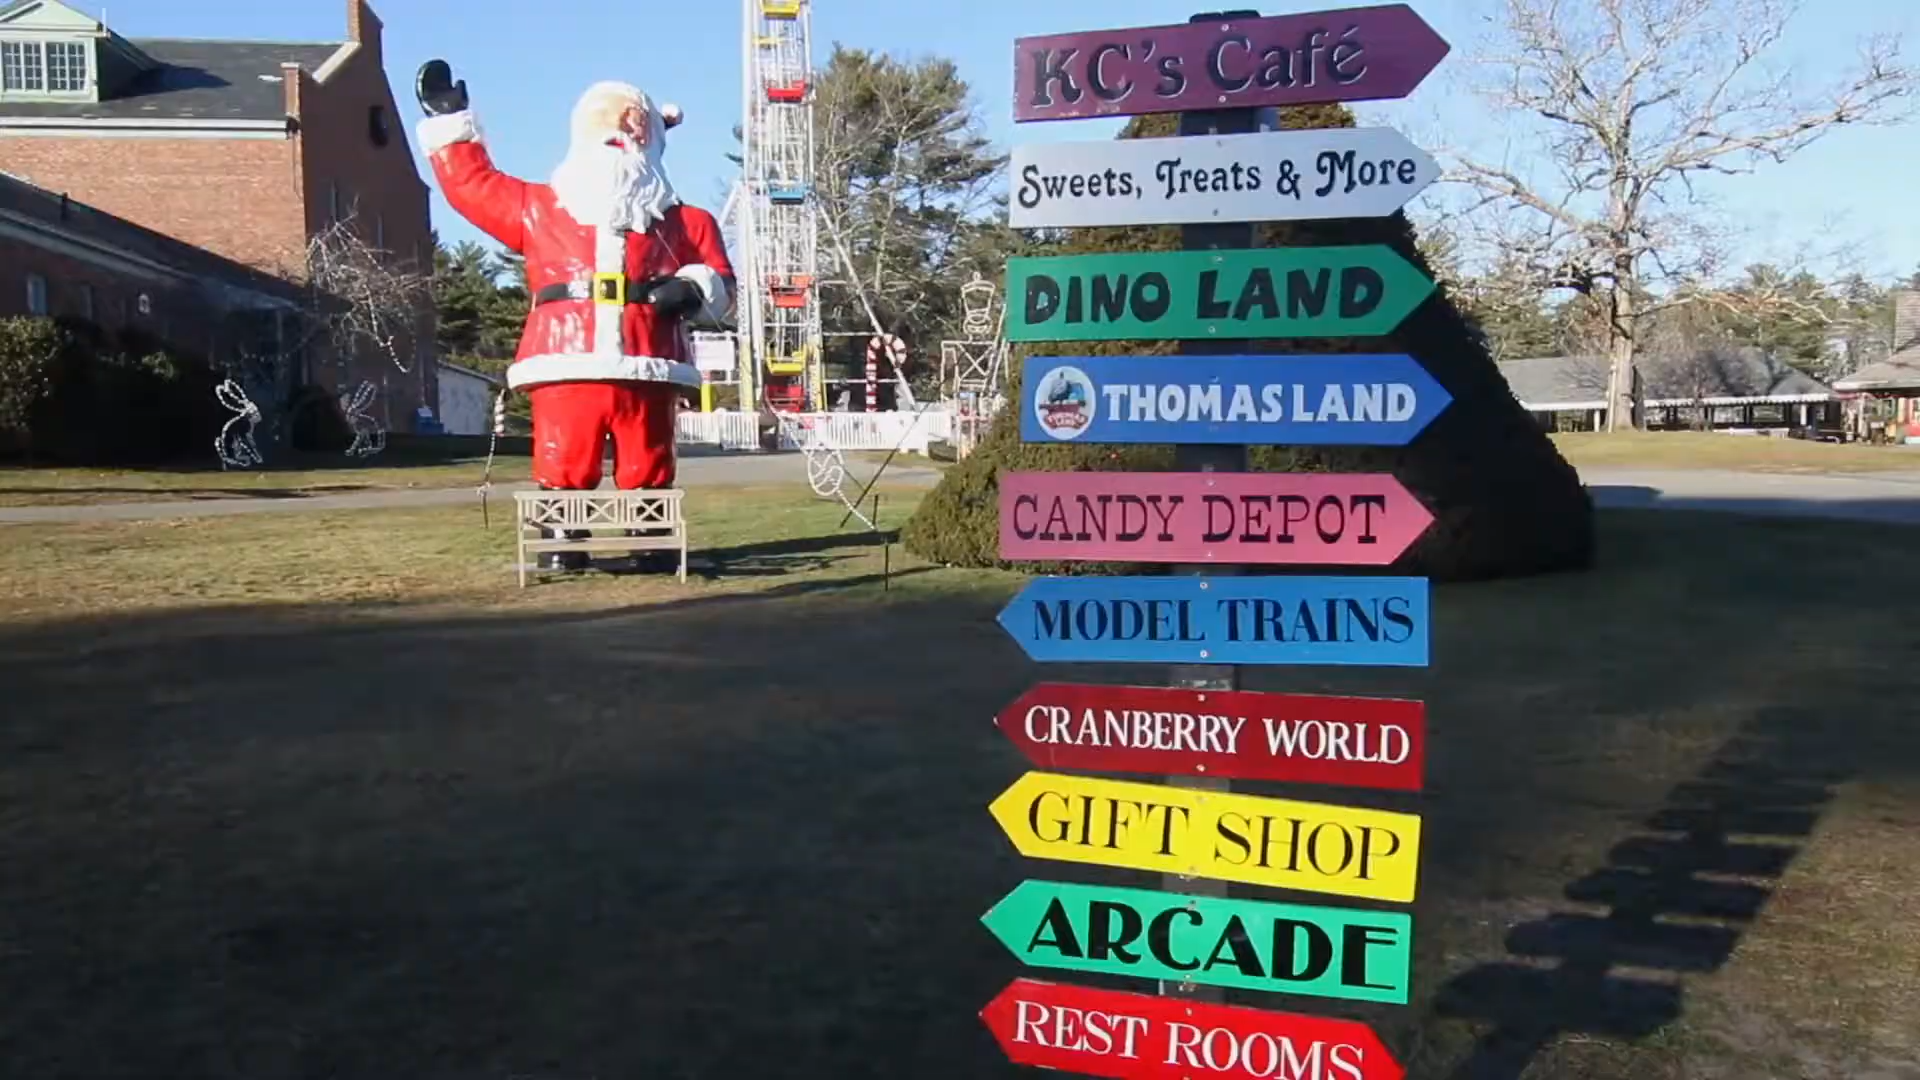 KC's Café
Sweets, Treats & More
DINO LAND
THOMAS LAND
CANDY DEPOT
MODEL TRAINS
CRANBERRY WORLD
GIFT SHOP
ARCADE
REST ROOMS